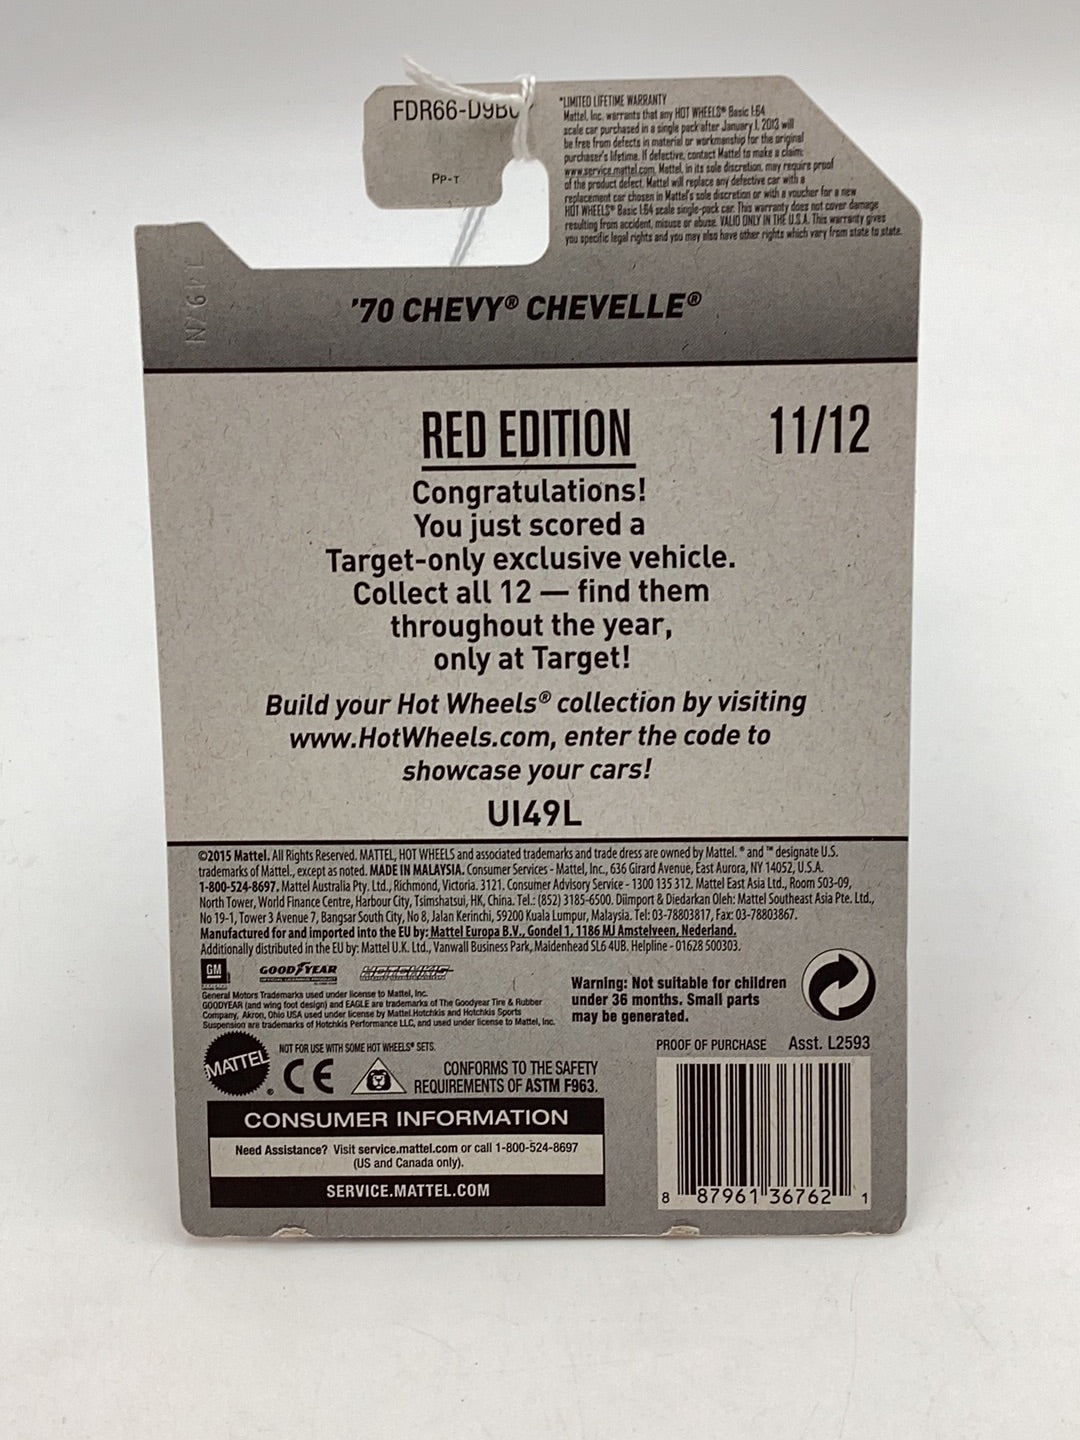 FDR66-D9B0
PP-T
*LIMITED LIFETIME WARRANTY
Mattel, Inc. warrants that any HOT WHEELS® Basic 1:64
scale car purchased in a single pack after January 1, 2013 will
be free from defects in material or workmanship for the original
purchaser's lifetime. If defective, contact Mattel to make a claim:
www.service.mattel.com. Mattel, in its sole discretion, may require proof
of the product defect. Mattel will replace any defective car with a
replacement car chosen in Mattel's sole discretion or with a voucher for a new
HOT WHEELS® Basic 1:64 scale single-pack car. This warranty does not cover damage
resulting from accident, misuse or abuse. VALID ONLY IN THE U.S.A. This warranty gives
you specific legal rights and you may also have other rights which vary from state to state.
'70 CHEVY® CHEVELLE®
RED EDITION 11/12
Congratulations!
You just scored a
Target-only exclusive vehicle.
Collect all 12 — find them
throughout the year,
only at Target!
Build your Hot Wheels® collection by visiting
www.HotWheels.com, enter the code to
showcase your cars!
UI49L
©2015 Mattel. All Rights Reserved. MATTEL, HOT WHEELS and associated trademarks and trade dress are owned by Mattel. ® and ™ designate U.S.
trademarks of Mattel., except as noted. MADE IN MALAYSIA. Consumer Services - Mattel, Inc., 636 Girard Avenue, East Aurora, NY 14052, U.S.A.
1-800-524-8697. Mattel Australia Pty. Ltd., Richmond, Victoria. 3121. Consumer Advisory Service - 1300 135 312. Mattel East Asia Ltd., Room 503-09,
North Tower, World Finance Centre, Harbour City, Tsimshatsui, HK, China. Tel.: (852) 3185-6500. Diimport & Diedarkan Oleh: Mattel Southeast Asia Pte. Ltd.,
No 19-1, Tower 3 Avenue 7, Bangsar South City, No 8, Jalan Kerinchi, 59200 Kuala Lumpur, Malaysia. Tel: 03-78803817, Fax: 03-78803867.
Manufactured for and imported into the EU by: Mattel Europa B.V., Gondel 1, 1186 MJ Amstelveen, Nederland.
Additionally distributed in the EU by: Mattel U.K. Ltd., Vanwall Business Park, Maidenhead SL6 4UB. Helpline - 01628 500303.
GM GOODYEAR HOTCHKIS
General Motors Trademarks used under license to Mattel, Inc.
GOODYEAR (and wing foot design) and EAGLE are trademarks of The Goodyear Tire & Rubber
Company, Akron, Ohio USA used under license by Mattel.Hotchkis and Hotchkis Sports
Suspension are trademarks of Hotchkis Performance LLC, and used under license to Mattel, Inc.
Warning: Not suitable for children
under 36 months. Small parts
may be generated.
MATTEL®
NOT FOR USE WITH SOME HOT WHEELS® SETS.
CE
CONFORMS TO THE SAFETY
REQUIREMENTS OF ASTM F963.
PROOF OF PURCHASE Asst. L2593
CONSUMER INFORMATION
Need Assistance? Visit service.mattel.com or call 1-800-524-8697
(US and Canada only).
SERVICE.MATTEL.COM
8 87961 36762 1